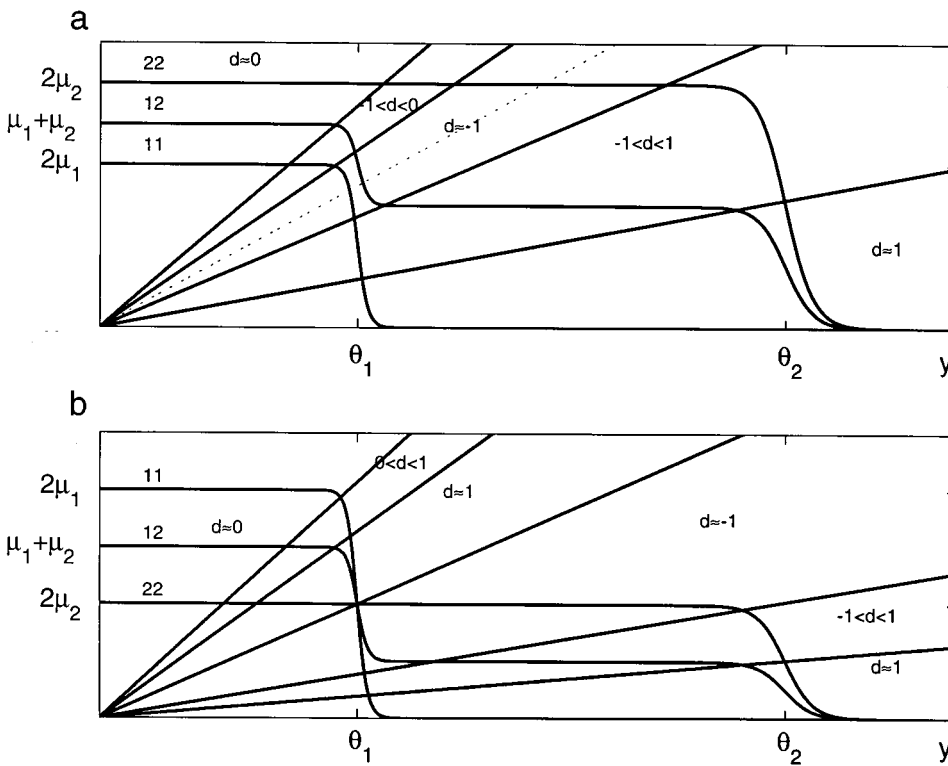 a
22
d≈0
2μ₂
12
-1<d<0
μ₁+μ₂
d≈-1
11
-1<d<1
2μ₁
d≈1
θ₁
θ₂
y
b
0<d<1
11
2μ₁
d≈1
12
d≈0
d≈-1
μ₁+μ₂
22
2μ₂
-1<d<1
d≈1
θ₁
θ₂
y